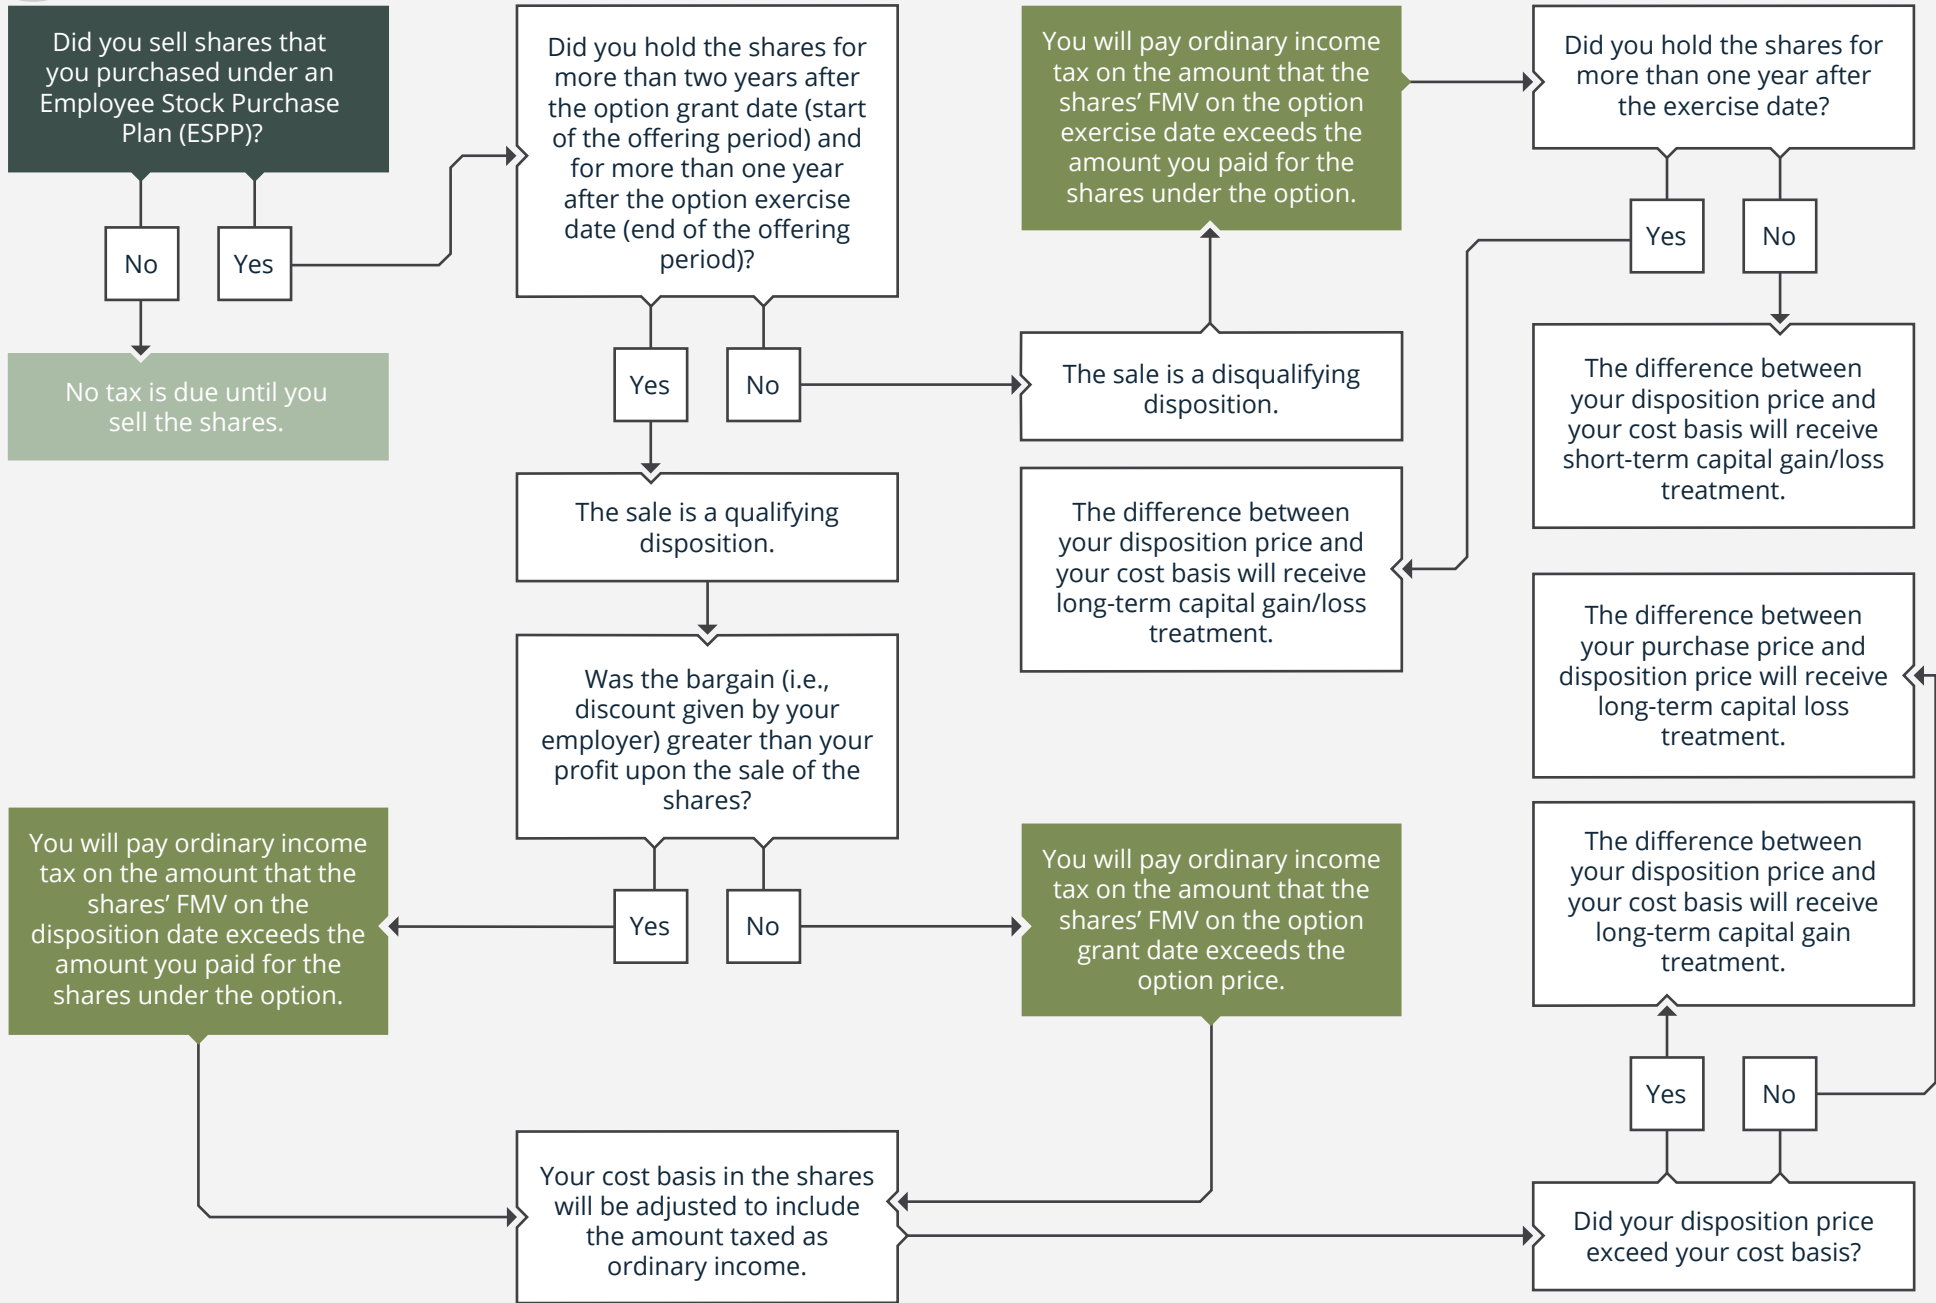 Did you sell shares that
you purchased under an
Employee Stock Purchase
Plan (ESPP)?
No
Yes
No tax is due until you
sell the shares.
Did you hold the shares for
more than two years after
the option grant date (start
of the offering period) and
for more than one year
after the option exercise
date (end of the offering
period)?
Yes
No
The sale is a disqualifying
disposition.
You will pay ordinary income
tax on the amount that the
shares’ FMV on the option
exercise date exceeds the
amount you paid for the
shares under the option.
Did you hold the shares for
more than one year after
the exercise date?
Yes
No
The difference between
your disposition price and
your cost basis will receive
short-term capital gain/loss
treatment.
The difference between
your disposition price and
your cost basis will receive
long-term capital gain/loss
treatment.
The sale is a qualifying
disposition.
Was the bargain (i.e.,
discount given by your
employer) greater than your
profit upon the sale of the
shares?
Yes
No
You will pay ordinary income
tax on the amount that the
shares’ FMV on the
disposition date exceeds the
amount you paid for the
shares under the option.
You will pay ordinary income
tax on the amount that the
shares’ FMV on the option
grant date exceeds the
option price.
Your cost basis in the shares
will be adjusted to include
the amount taxed as
ordinary income.
Did your disposition price
exceed your cost basis?
Yes
No
The difference between
your disposition price and
your cost basis will receive
long-term capital gain
treatment.
The difference between
your purchase price and
disposition price will receive
long-term capital loss
treatment.